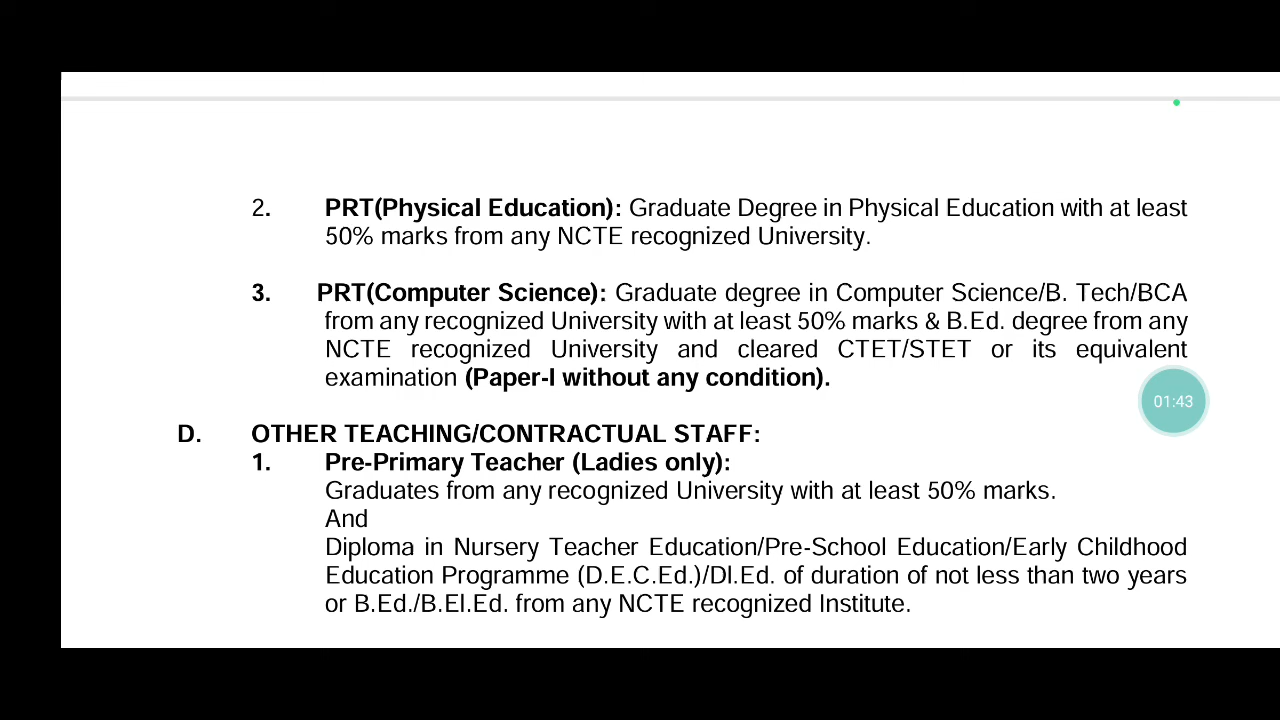 2. PRT(Physical Education): Graduate Degree in Physical Education with at least
50% marks from any NCTE recognized University.
3. PRT(Computer Science): Graduate degree in Computer Science/B. Tech/BCA
from any recognized University with at least 50% marks & B.Ed. degree from any
NCTE recognized University and cleared CTET/STET or its equivalent
examination (Paper-I without any condition).
01:43
D. OTHER TEACHING/CONTRACTUAL STAFF:
1. Pre-Primary Teacher (Ladies only):
Graduates from any recognized University with at least 50% marks.
And
Diploma in Nursery Teacher Education/Pre-School Education/Early Childhood
Education Programme (D.E.C.Ed.)/Dl.Ed. of duration of not less than two years
or B.Ed./B.El.Ed. from any NCTE recognized Institute.